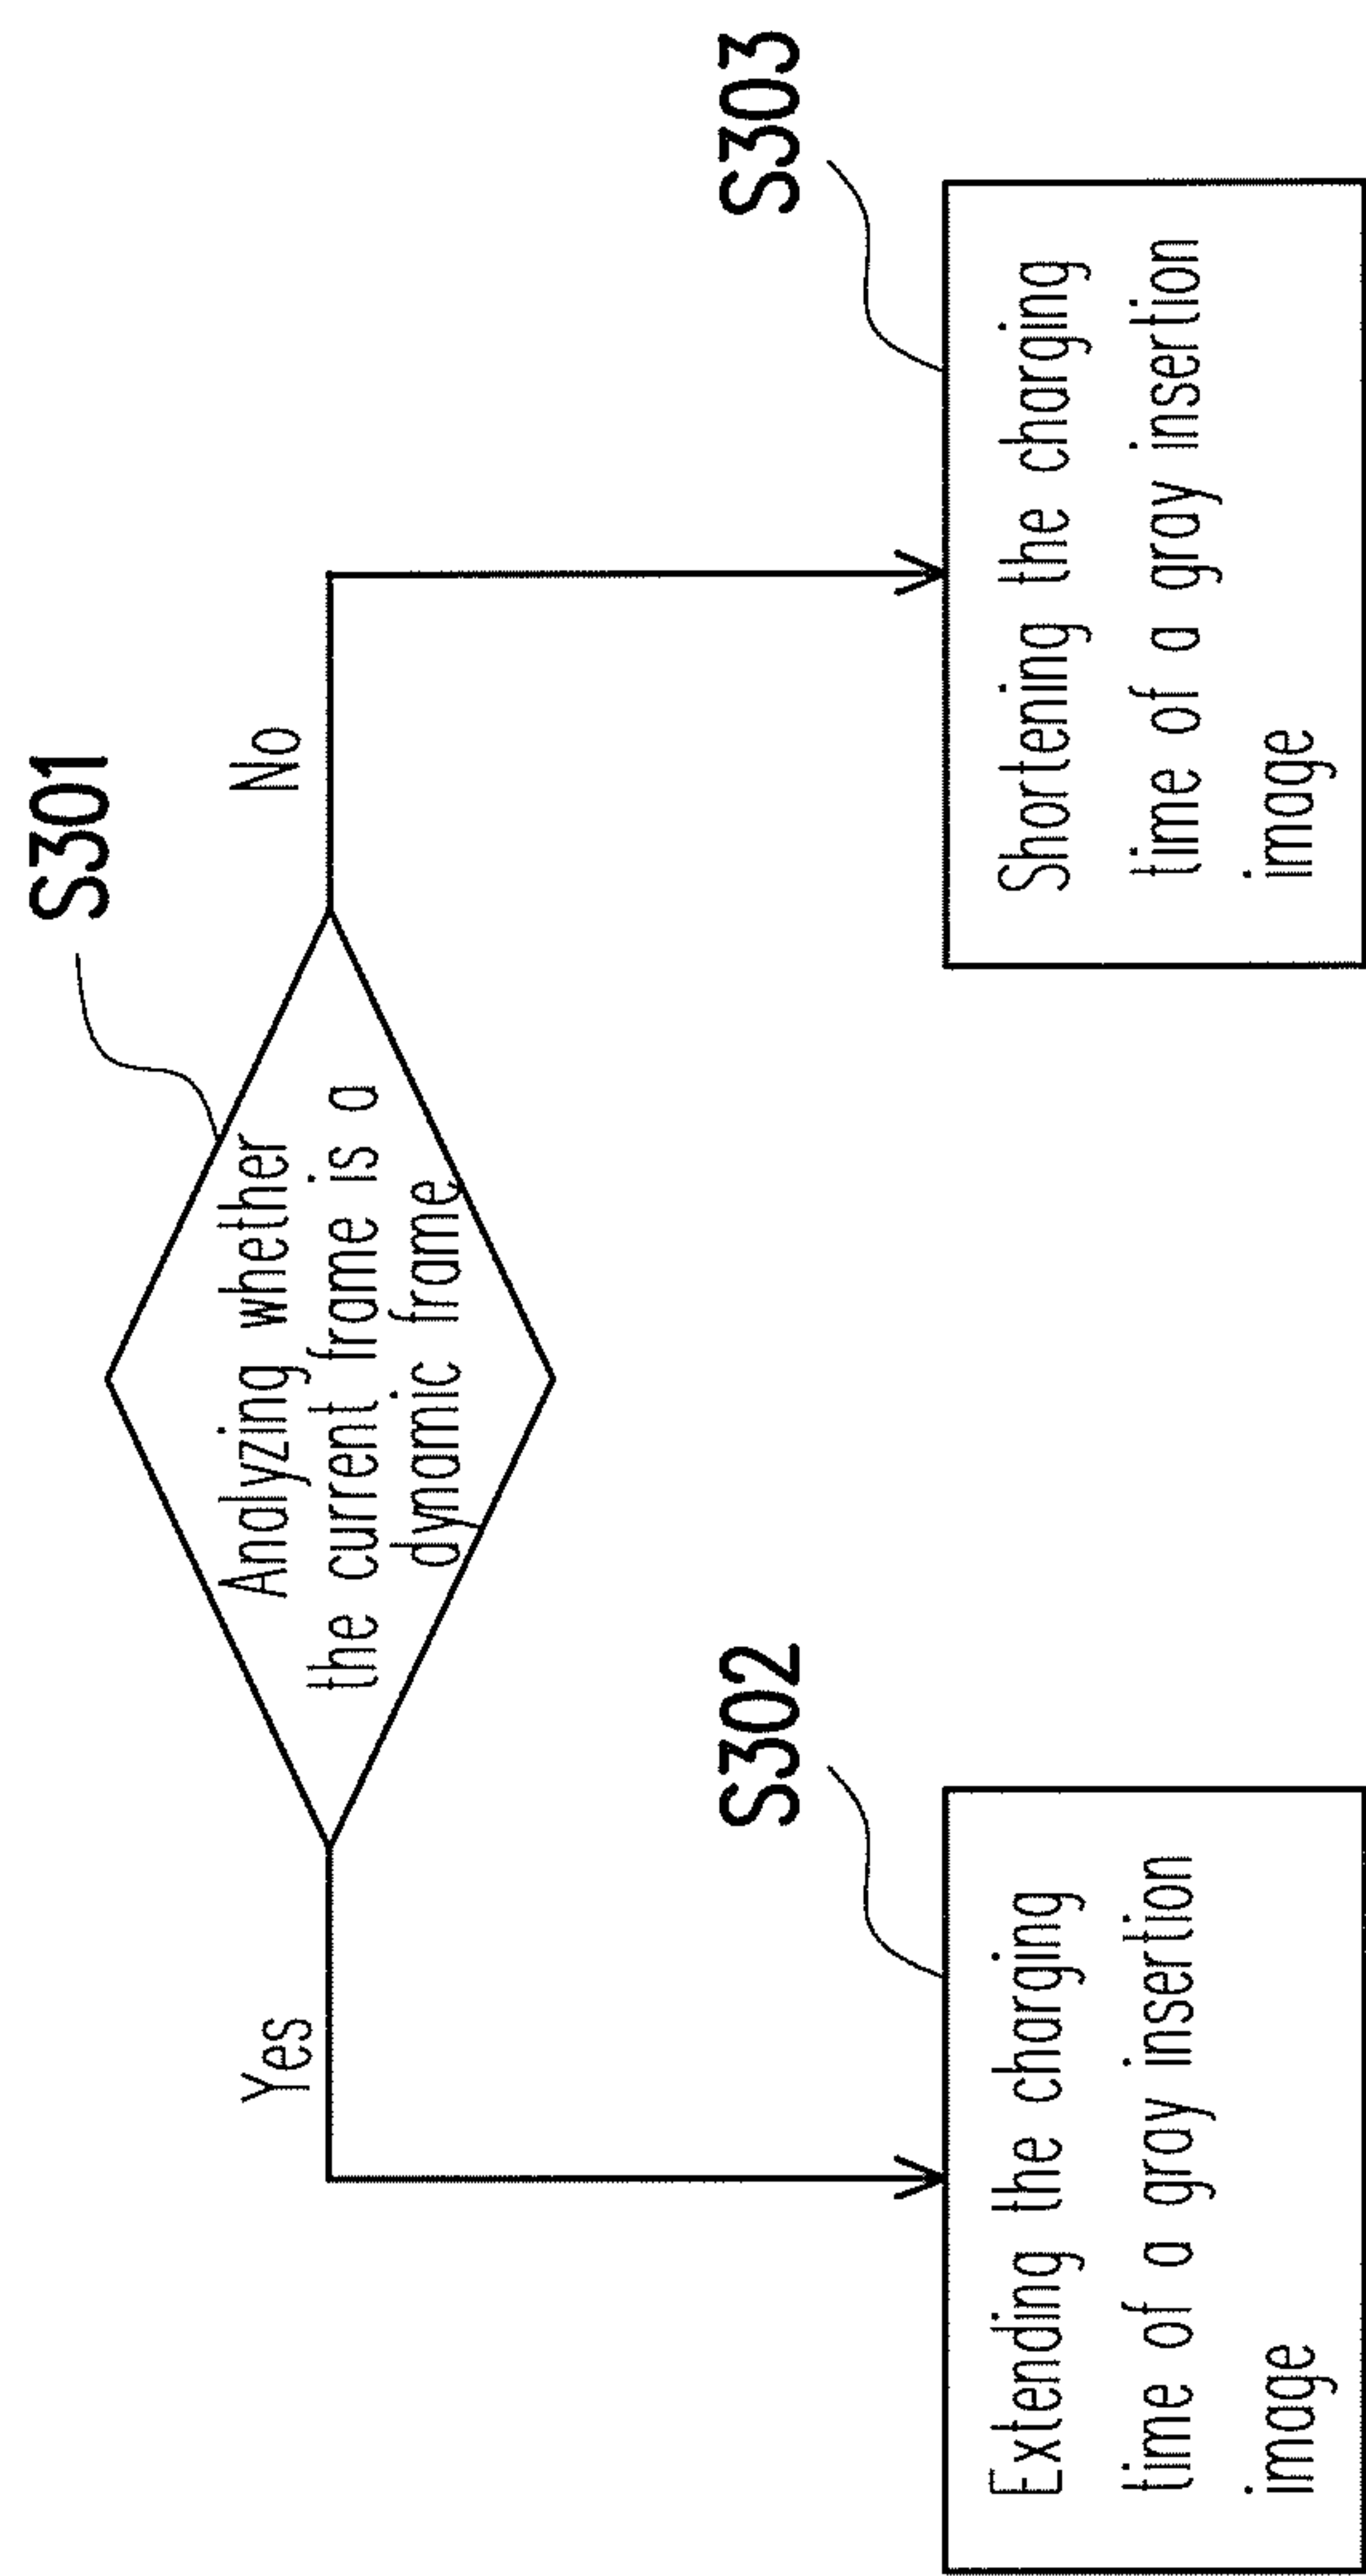 S301
Analyzing whether
the current frame is a
dynamic frame
Yes
No
S302
Extending the charging
time of a gray insertion
image
S303
Shortening the charging
time of a gray insertion
image